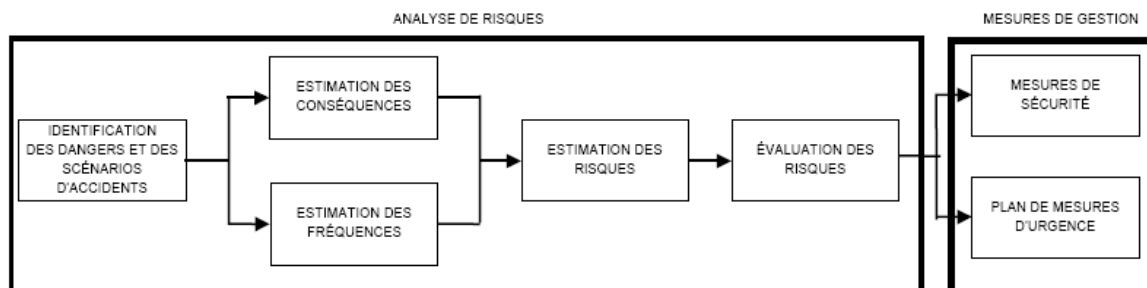 ANALYSE DE RISQUES
MESURES DE GESTION
IDENTIFICATION
DES DANGERS ET DES
SCÉNARIOS
D'ACCIDENTS
ESTIMATION DES
CONSÉQUENCES
ESTIMATION DES
FRÉQUENCES
ESTIMATION DES
RISQUES
ÉVALUATION DES
RISQUES
MESURES DE
SÉCURITÉ
PLAN DE MESURES
D'URGENCE